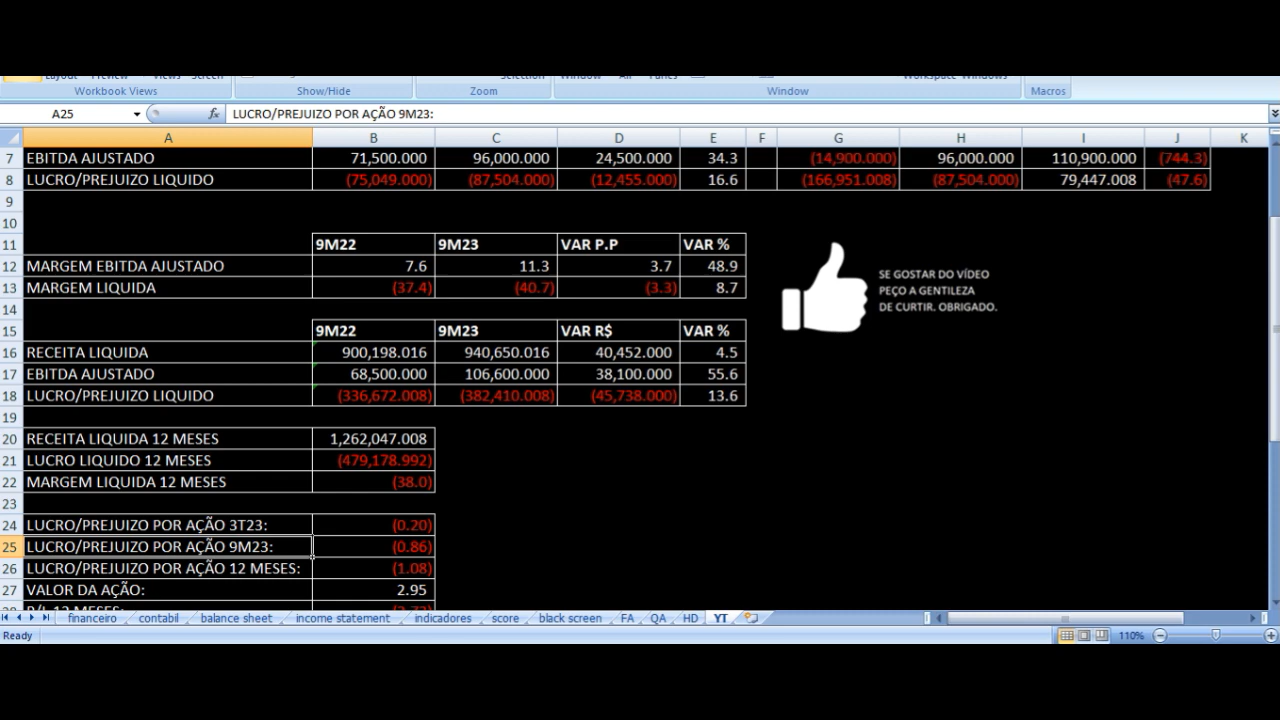 Workbook Views Show/Hide Zoom Window Macros
A25 fx LUCRO/PREJUIZO POR AÇÃO 9M23:
A B C D E F G H I J K
7 EBITDA AJUSTADO 71,500.000 96,000.000 24,500.000 34.3 (14,900.000) 96,000.000 110,900.000 (744.3)
8 LUCRO/PREJUIZO LIQUIDO (75,049.000) (87,504.000) (12,455.000) 16.6 (166,951.008) (87,504.000) 79,447.008 (47.6)
9
10
11 9M22 9M23 VAR P.P VAR %
12 MARGEM EBITDA AJUSTADO 7.6 11.3 3.7 48.9
13 MARGEM LIQUIDA (37.4) (40.7) (3.3) 8.7
SE GOSTAR DO VÍDEO
PEÇO A GENTILEZA
DE CURTIR. OBRIGADO.
14
15 9M22 9M23 VAR R$ VAR %
16 RECEITA LIQUIDA 900,198.016 940,650.016 40,452.000 4.5
17 EBITDA AJUSTADO 68,500.000 106,600.000 38,100.000 55.6
18 LUCRO/PREJUIZO LIQUIDO (336,672.008) (382,410.008) (45,738.000) 13.6
19
20 RECEITA LIQUIDA 12 MESES 1,262,047.008
21 LUCRO LIQUIDO 12 MESES (479,178.992)
22 MARGEM LIQUIDA 12 MESES (38.0)
23
24 LUCRO/PREJUIZO POR AÇÃO 3T23: (0.20)
25 LUCRO/PREJUIZO POR AÇÃO 9M23: (0.86)
26 LUCRO/PREJUIZO POR AÇÃO 12 MESES: (1.08)
27 VALOR DA AÇÃO: 2.95
financeiro contabil balance sheet income statement indicadores score black screen FA QA HD YT
Ready 110%